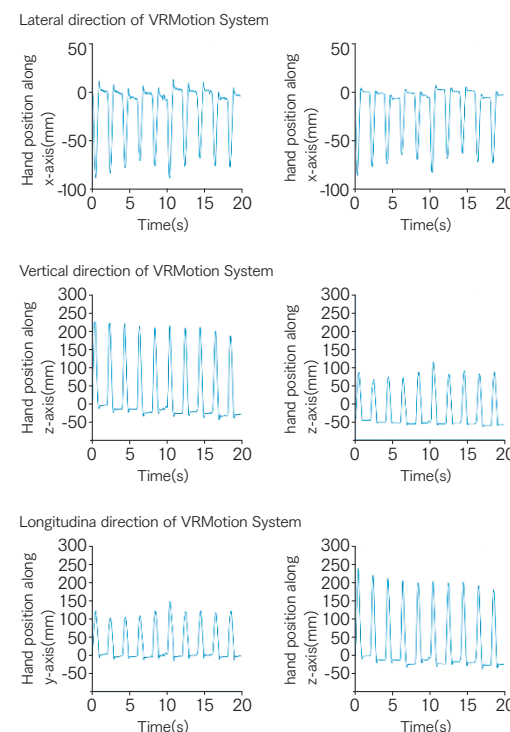 Lateral direction of VRMotion System
Hand position along
x-axis(mm)
50
0
-50
-100
0 5 10 15 20
Time(s)
hand position along
x-axis(mm)
50
0
-50
-100
0 5 10 15 20
Time(s)
Vertical direction of VRMotion System
Hand position along
z-axis(mm)
300
250
200
150
100
50
0
-50
0 5 10 15 20
Time(s)
hand position along
z-axis(mm)
300
250
200
150
100
50
0
-50
0 5 10 15 20
Time(s)
Longitudina direction of VRMotion System
Hand position along
y-axis(mm)
300
250
200
150
100
50
0
-50
0 5 10 15 20
Time(s)
hand position along
z-axis(mm)
300
250
200
150
100
50
0
-50
0 5 10 15 20
Time(s)